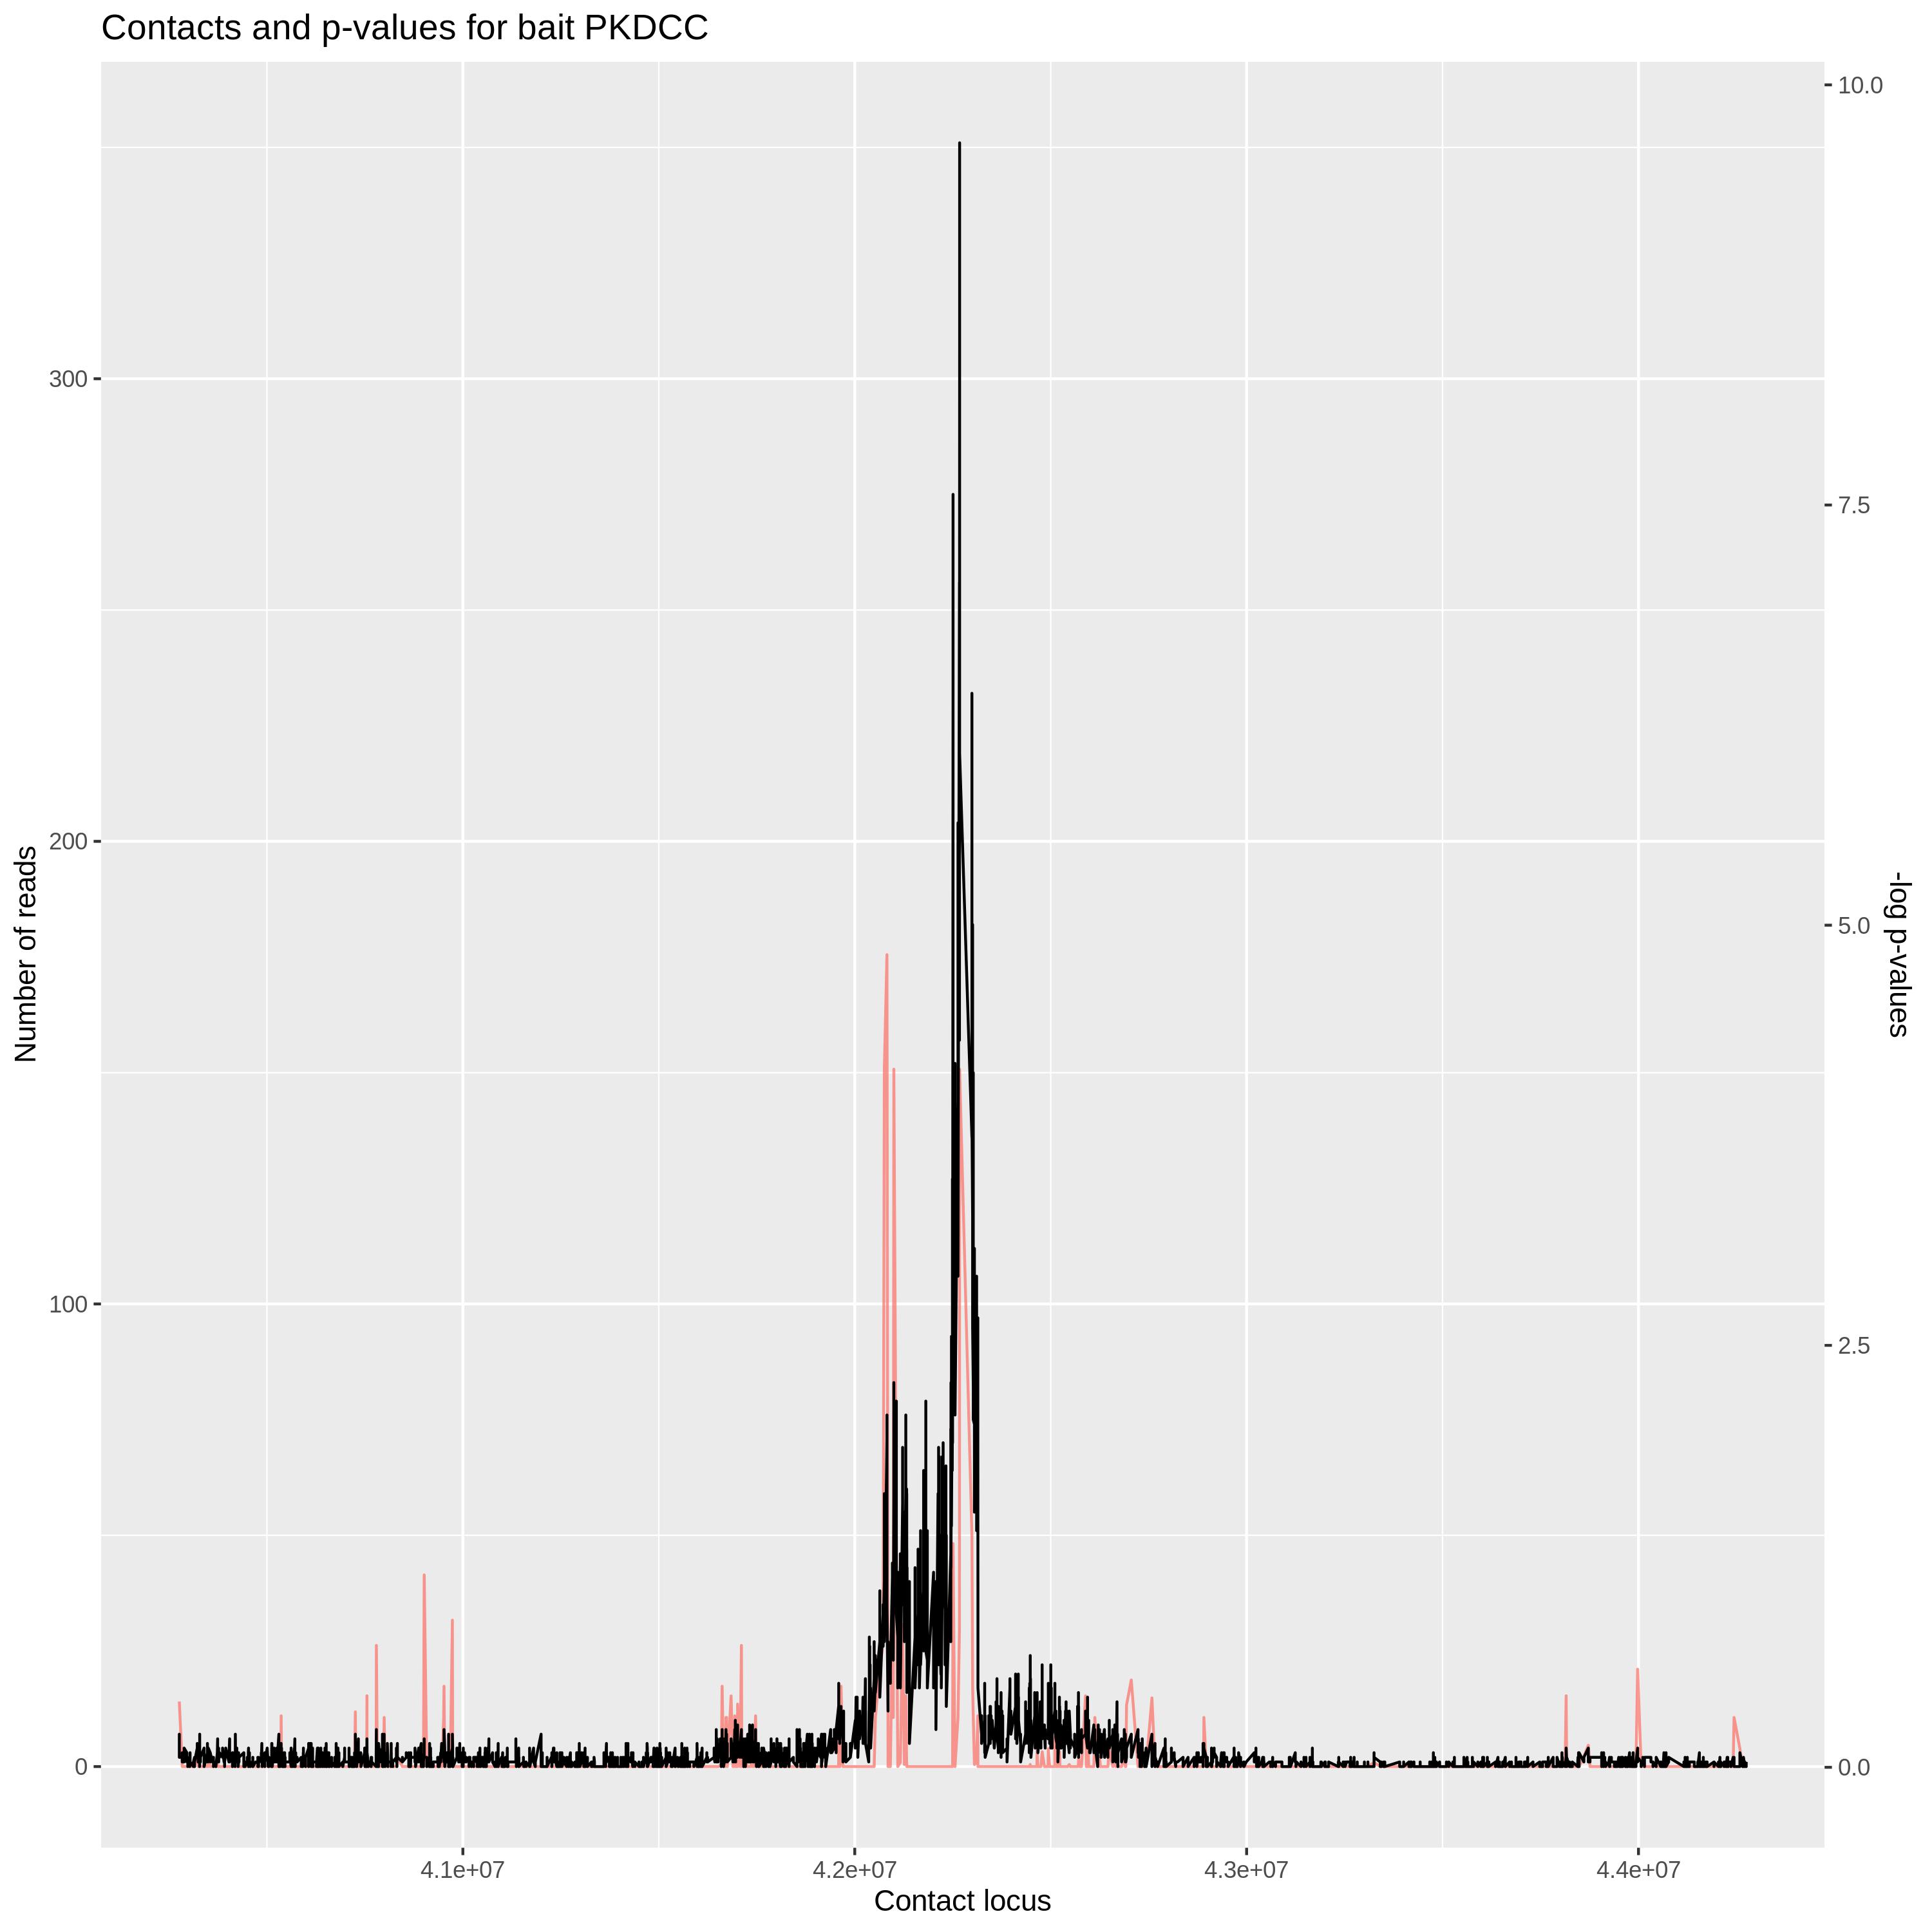 Contacts and p-values for bait PKDCC
10.0
300
7.5
200
5.0
Number of reads
-log p-values
100
2.5
0
0.0
4.1e+07
4.2e+07
4.3e+07
4.4e+07
Contact locus